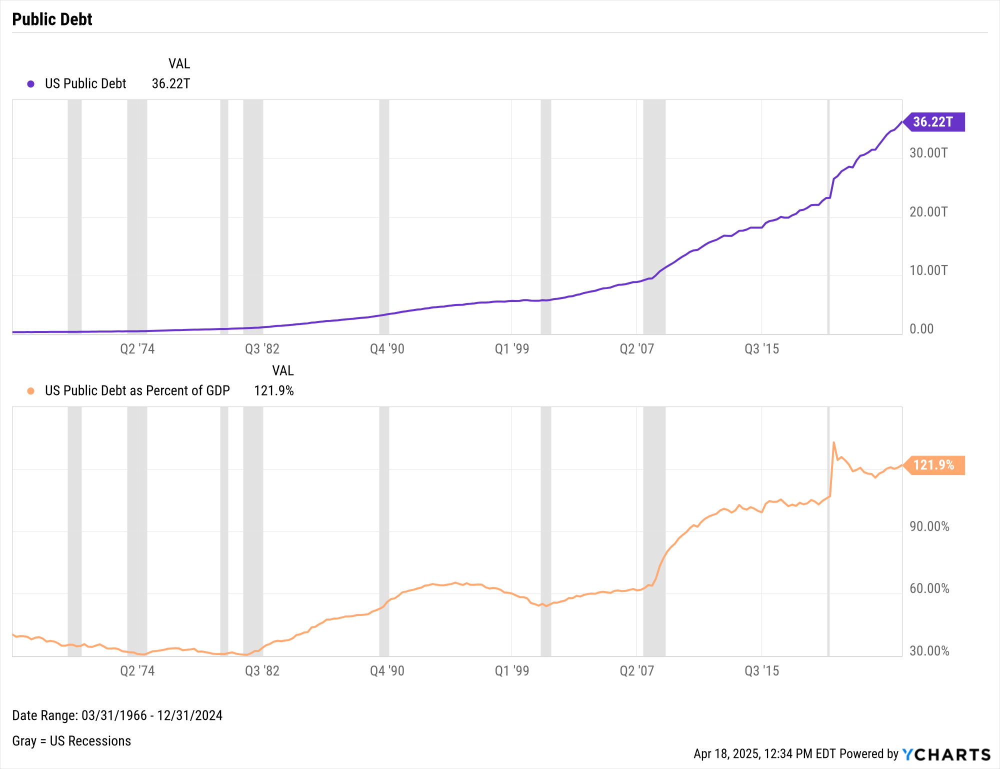 Public Debt
VAL
US Public Debt 36.22T
36.22T
30.00T
20.00T
10.00T
0.00
Q2 '74 Q3 '82 Q4 '90 Q1 '99 Q2 '07 Q3 '15
VAL
US Public Debt as Percent of GDP 121.9%
121.9%
90.00%
60.00%
30.00%
Q2 '74 Q3 '82 Q4 '90 Q1 '99 Q2 '07 Q3 '15
Date Range: 03/31/1966 - 12/31/2024
Gray = US Recessions
Apr 18, 2025, 12:34 PM EDT Powered by YCHARTS